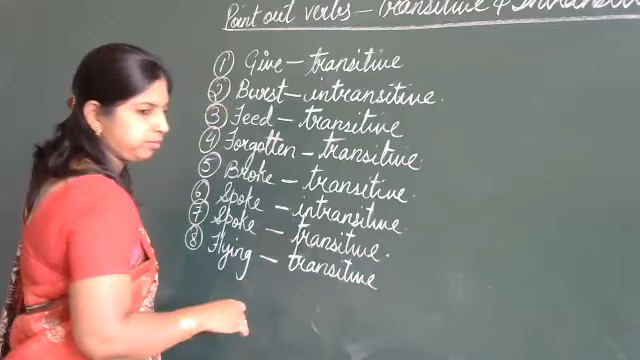 Point out verbs - transitive & intransitive
① Give - transitive
② Burst - intransitive.
③ Feed - transitive
④ Forgotten - transitive.
⑤ Broke - transitive.
⑥ Spoke - intransitive.
⑦ Spoke - transitive.
⑧ Flying - transitive